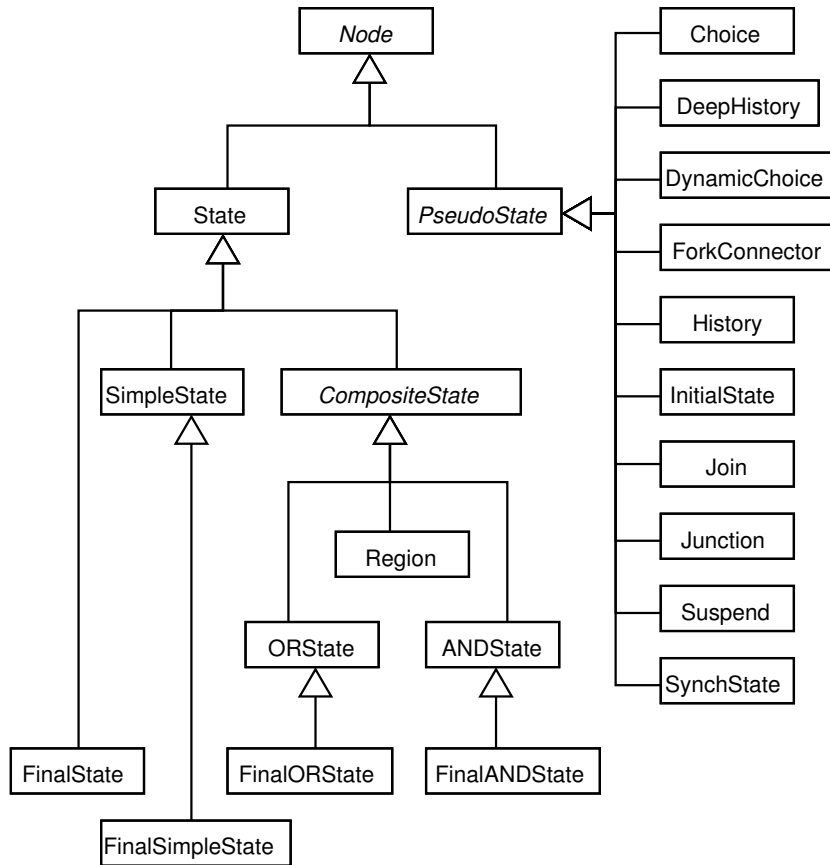 Node
Choice
DeepHistory
DynamicChoice
State
PseudoState
ForkConnector
History
SimpleState
CompositeState
InitialState
Join
Region
Junction
ORState
ANDState
Suspend
SynchState
FinalState
FinalORState
FinalANDState
FinalSimpleState